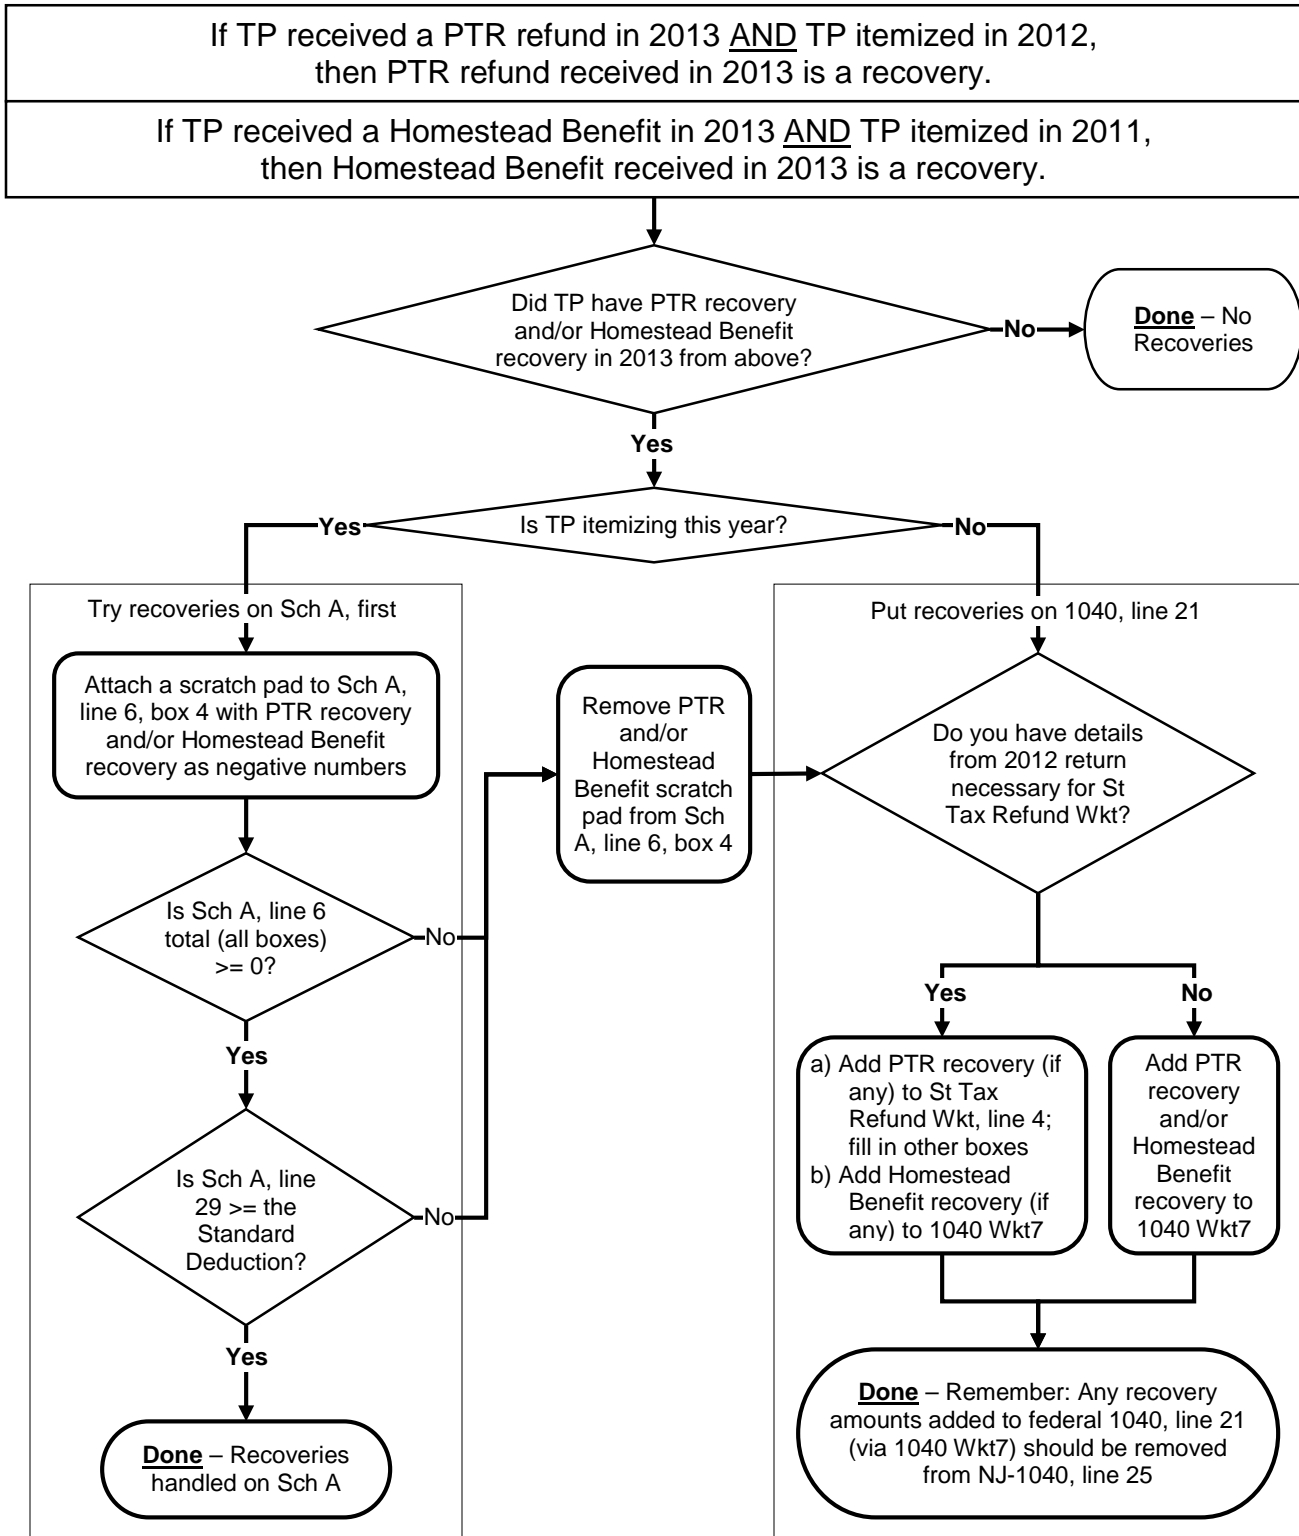 If TP received a PTR refund in 2013 AND TP itemized in 2012,
then PTR refund received in 2013 is a recovery.
If TP received a Homestead Benefit in 2013 AND TP itemized in 2011,
then Homestead Benefit received in 2013 is a recovery.
Did TP have PTR recovery
and/or Homestead Benefit
recovery in 2013 from above?
No
Done – No
Recoveries
Yes
Is TP itemizing this year?
Yes
No
Try recoveries on Sch A, first
Attach a scratch pad to Sch A,
line 6, box 4 with PTR recovery
and/or Homestead Benefit
recovery as negative numbers
Is Sch A, line 6
total (all boxes)
>= 0?
No
Yes
Is Sch A, line
29 >= the
Standard
Deduction?
No
Yes
Done – Recoveries
handled on Sch A
Remove PTR
and/or
Homestead
Benefit scratch
pad from Sch
A, line 6, box 4
Put recoveries on 1040, line 21
Do you have details
from 2012 return
necessary for St
Tax Refund Wkt?
Yes
No
a) Add PTR recovery (if
any) to St Tax
Refund Wkt, line 4;
fill in other boxes
b) Add Homestead
Benefit recovery (if
any) to 1040 Wkt7
Add PTR
recovery
and/or
Homestead
Benefit
recovery to
1040 Wkt7
Done – Remember: Any recovery
amounts added to federal 1040, line 21
(via 1040 Wkt7) should be removed
from NJ-1040, line 25